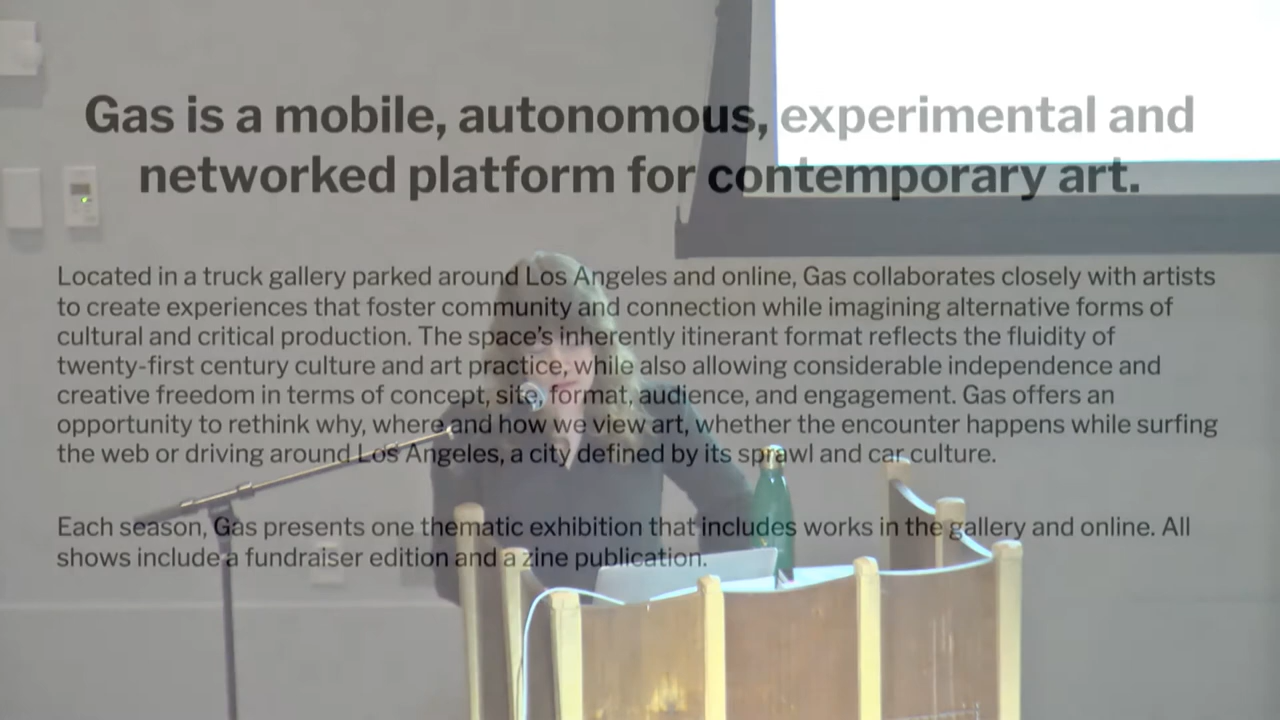 Gas is a mobile, autonomous, experimental and
networked platform for contemporary art.
Located in a truck gallery parked around Los Angeles and online, Gas collaborates closely with artists
to create experiences that foster community and connection while imagining alternative forms of
cultural and critical production. The space's inherently itinerant format reflects the fluidity of
twenty-first century culture and art practice, while also allowing considerable independence and
creative freedom in terms of concept, site, format, audience, and engagement. Gas offers an
opportunity to rethink why, where and how we view art, whether the encounter happens while surfing
the web or driving around Los Angeles, a city defined by its sprawl and car culture.
Each season, Gas presents one thematic exhibition that includes works in the gallery and online. All
shows include a fundraiser edition and a zine publication.